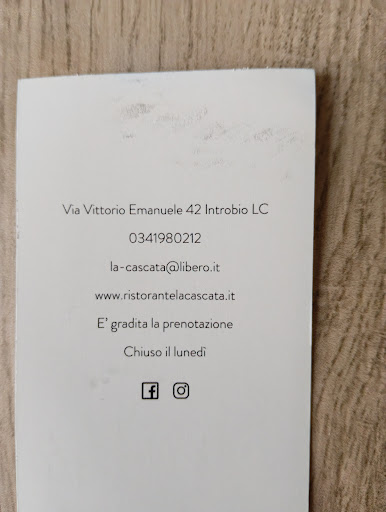 Via Vittorio Emanuele 42 Introbio LC
0341980212
la-cascata@libero.it
www.ristorantelacascata.it
E' gradita la prenotazione
Chiuso il lunedì